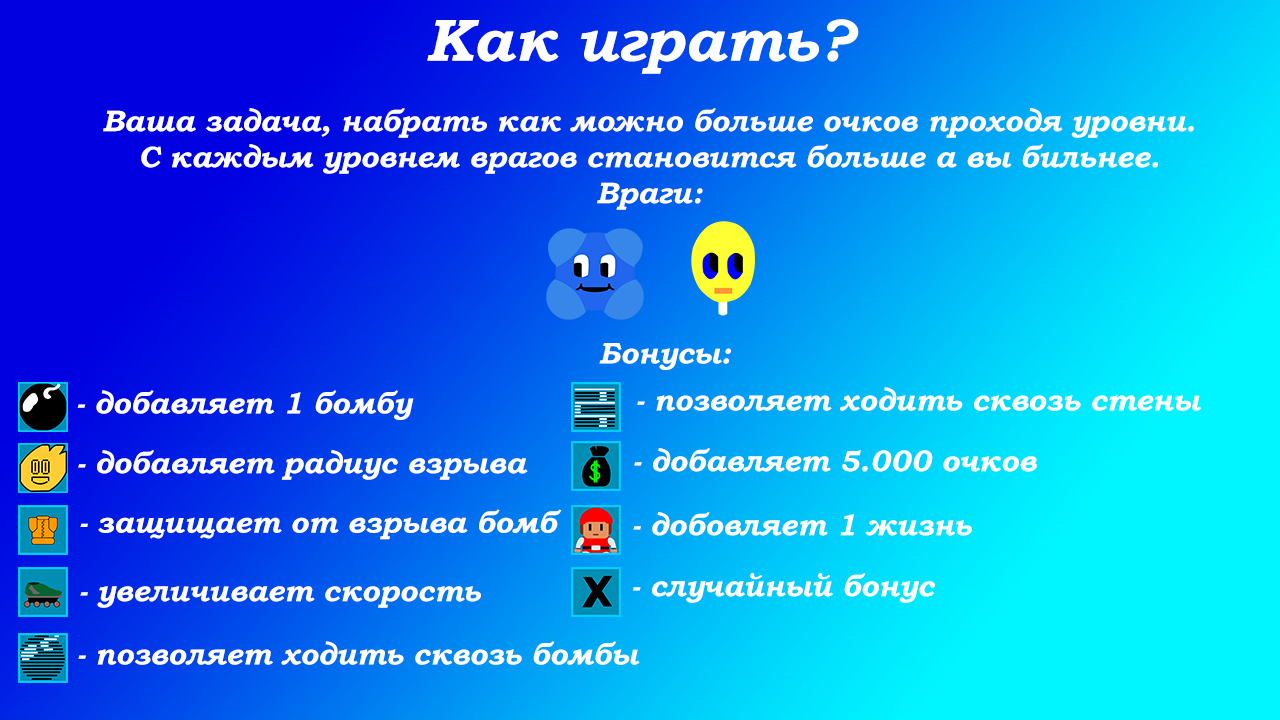 Как играть?
Ваша задача, набрать как можно больше очков проходя уровни.
С каждым уровнем врагов становится больше а вы бильнее.
Враги:
Бонусы:
- добавляет 1 бомбу
- добавляет радиус взрыва
- защищает от взрыва бомб
- увеличивает скорость
- позволяет ходить сквозь бомбы
- позволяет ходить сквозь стены
$
- добавляет 5.000 очков
- добовляет 1 жизнь
X
- случайный бонус